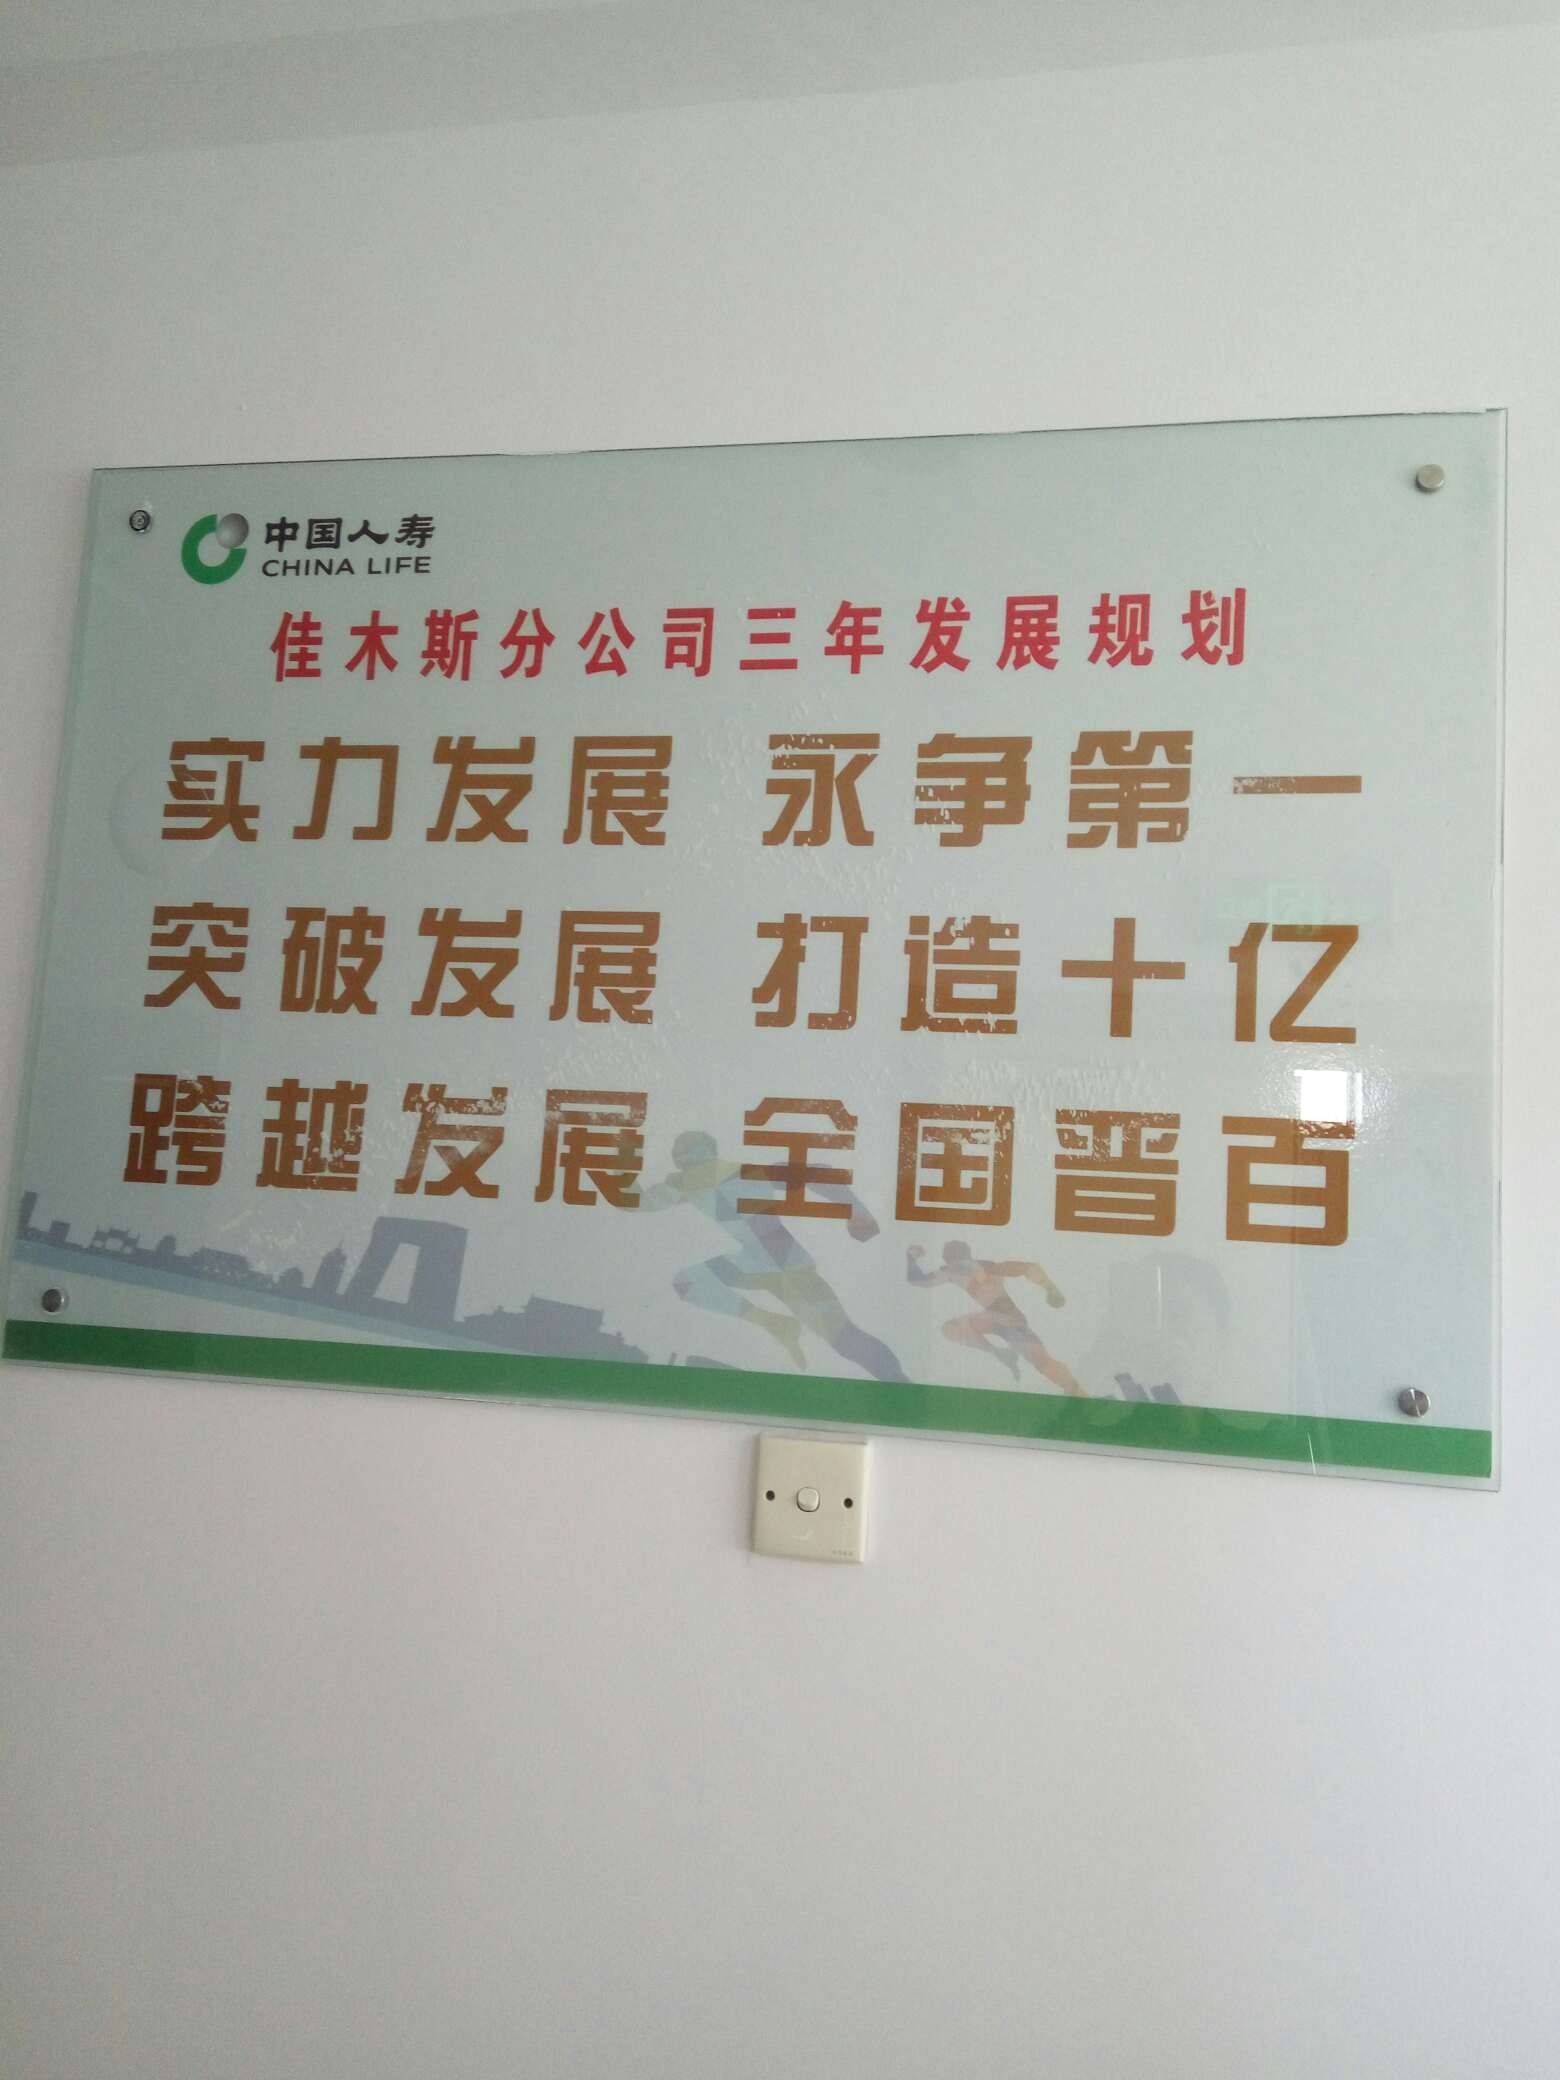 中国人寿
CHINA LIFE
佳木斯分公司三年发展规划
实力发展 永争第一
突破发展 打造十亿
跨越发展 全国晋百